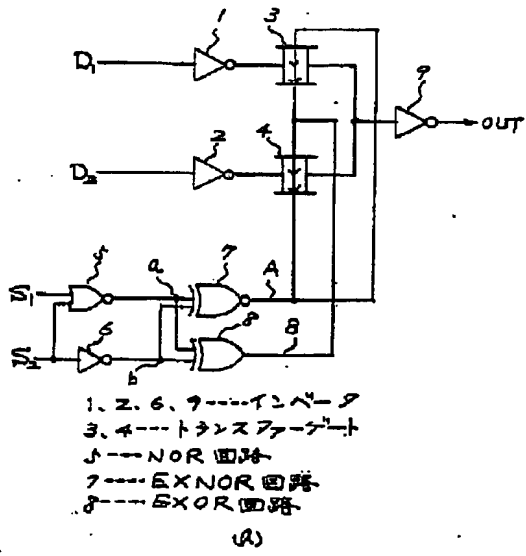 1
3
D₁
9
OUT
2
4
D₂
5
a
7
A
S₁
8
6
8
S₂
b
1、2、6、9……インバータ
3、4……トランスファーゲート
5……NOR回路
7……EXNOR回路
8……EXOR回路